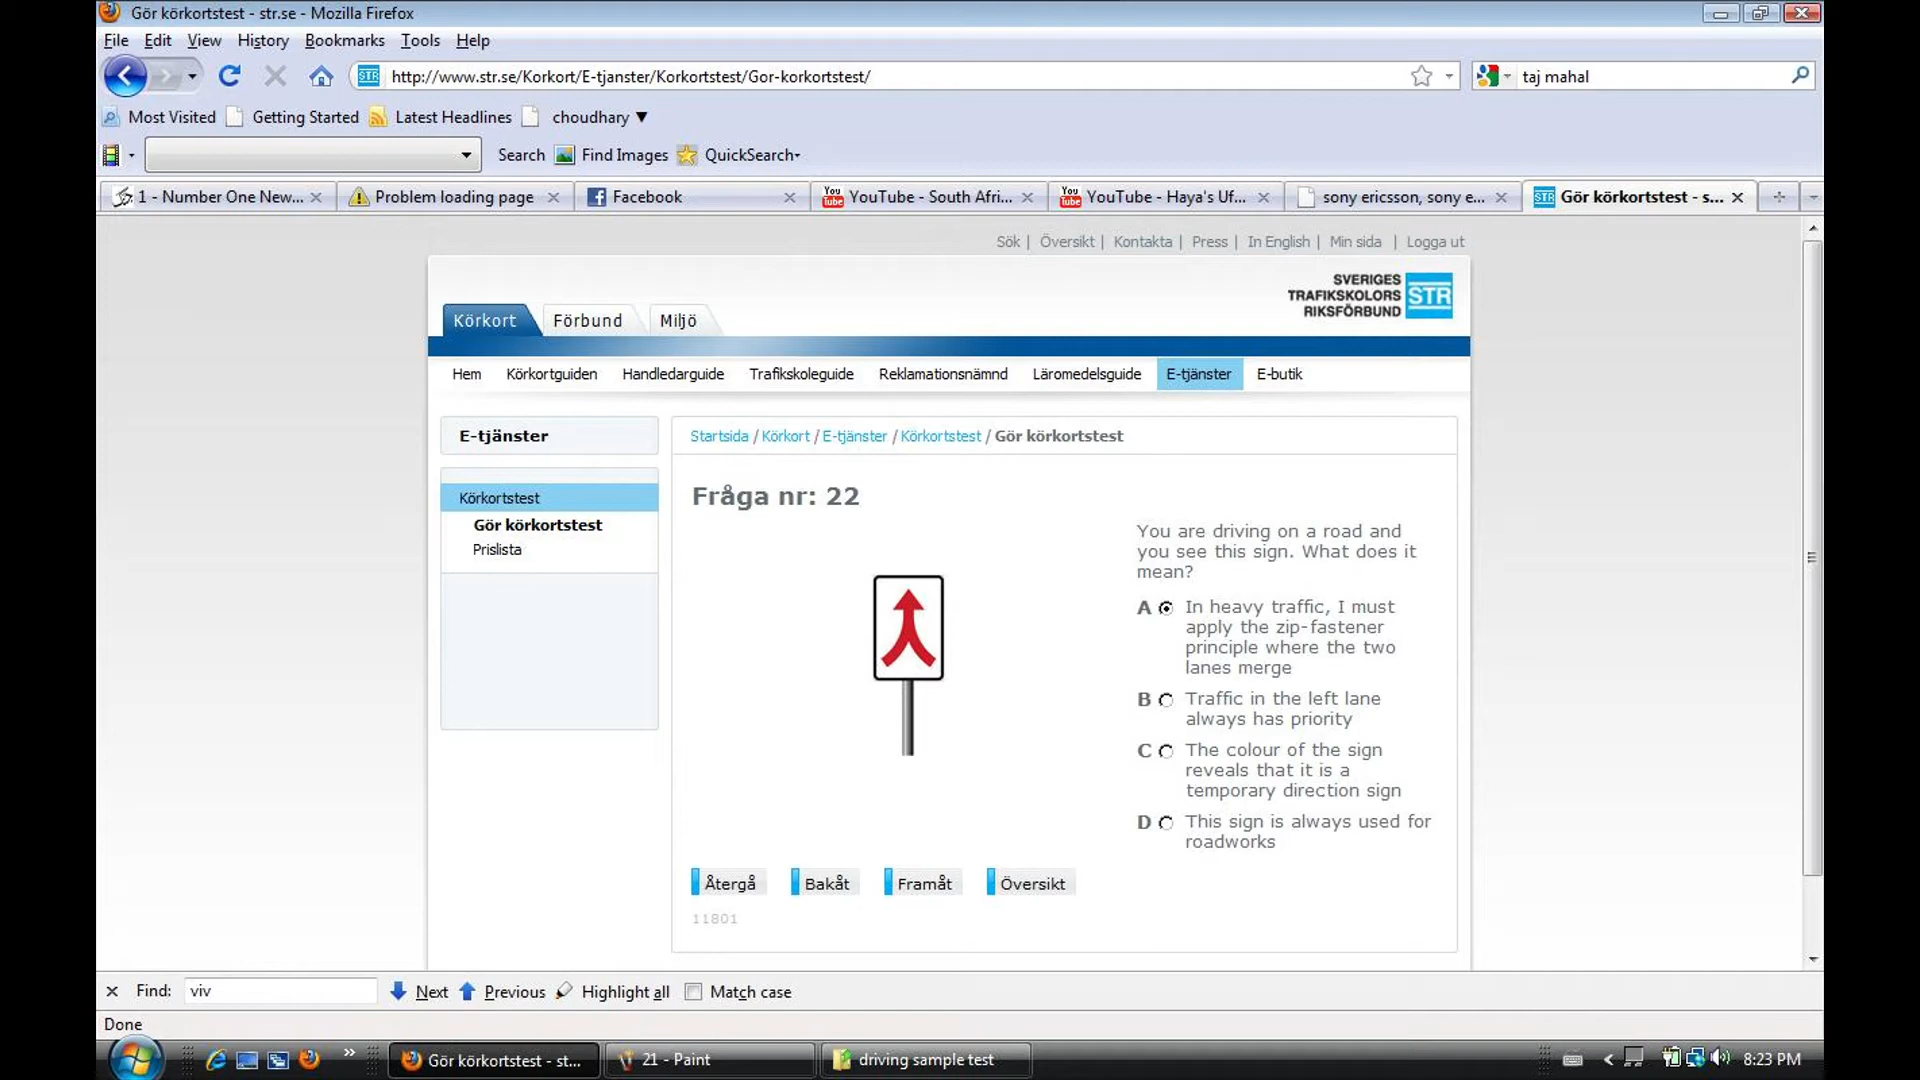 Gör körkortstest - str.se - Mozilla Firefox
File Edit View History Bookmarks Tools Help
http://www.str.se/Korkort/E-tjanster/Korkortstest/Gor-korkortstest/
taj mahal
Most Visited Getting Started Latest Headlines choudhary ▼
Search Find Images QuickSearch
1 - Number One New... Problem loading page Facebook YouTube - South Afri... YouTube - Haya's Uf... sony ericsson, sony e... Gör körkortstest - s...
Sök | Översikt | Kontakta | Press | In English | Min sida | Logga ut
SVERIGES
TRAFIKSKOLORS
RIKSFÖRBUND
STR
Körkort Förbund Miljö
Hem Körkortguiden Handledarguide Trafikskoleguide Reklamationsnämnd Läromedelsguide E-tjänster E-butik
E-tjänster
Körkortstest
Gör körkortstest
Prislista
Startsida / Körkort / E-tjänster / Körkortstest / Gör körkortstest
Fråga nr: 22
You are driving on a road and
you see this sign. What does it
mean?
A In heavy traffic, I must
apply the zip-fastener
principle where the two
lanes merge
B Traffic in the left lane
always has priority
C The colour of the sign
reveals that it is a
temporary direction sign
D This sign is always used for
roadworks
Återgå Bakåt Framåt Översikt
11801
Find: viv Next Previous Highlight all Match case
Done
Gör körkortstest - st... 21 - Paint driving sample test 8:23 PM